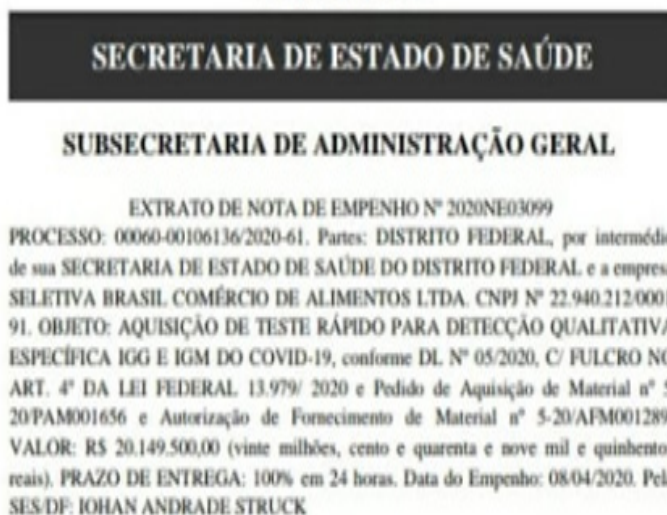 SECRETARIA DE ESTADO DE SAÚDE
SUBSECRETARIA DE ADMINISTRAÇÃO GERAL
EXTRATO DE NOTA DE EMPENHO Nº 2020NE03099
PROCESSO: 00060-00106136/2020-61. Partes: DISTRITO FEDERAL, por intermédi
de sua SECRETARIA DE ESTADO DE SAÚDE DO DISTRITO FEDERAL e a empres
SELETIVA BRASIL COMÉRCIO DE ALIMENTOS LTDA. CNPJ Nº 22.940.212/000
91. OBJETO: AQUISIÇÃO DE TESTE RÁPIDO PARA DETECÇÃO QUALITATIVA
ESPECÍFICA IGG E IGM DO COVID-19, conforme DL Nº 05/2020, C/ FULCRO NO
ART. 4º DA LEI FEDERAL 13.979/ 2020 e Pedido de Aquisição de Material nº
20/PAM001656 e Autorização de Fornecimento de Material nº 5-20/AFM001289
VALOR: R$ 20.149.500,00 (vinte milhões, cento e quarenta e nove mil e quinhento
reais). PRAZO DE ENTREGA: 100% em 24 horas. Data do Empenho: 08/04/2020. Pel
SES/DF: IOHAN ANDRADE STRUCK